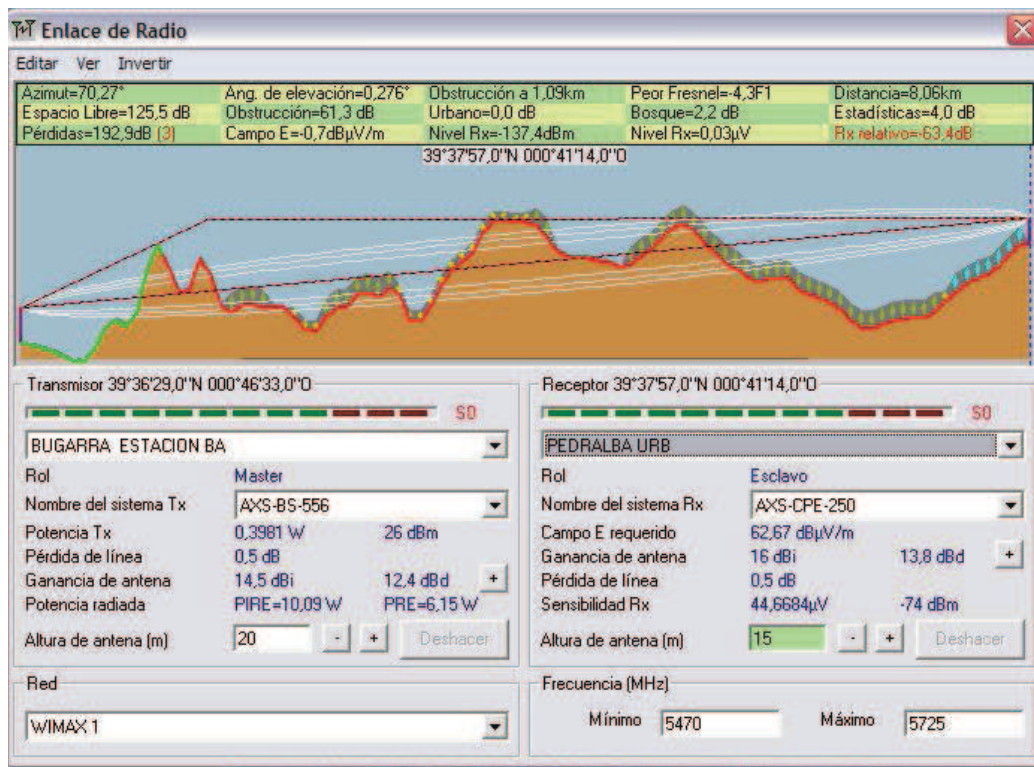 Enlace de Radio
Editar Ver Invertir
Azimut=70,27° Ang. de elevación=0,276° Obstrucción a 1,09km Peor Fresnel=-4,3F1 Distancia=8,06km
Espacio Libre=125,5 dB Obstrucción=61,3 dB Urbano=0,0 dB Bosque=2,2 dB Estadísticas=4,0 dB
Pérdidas=192,9dB (3) Campo E=-0,7dBµV/m Nivel Rx=-137,4dBm Nivel Rx=0,03µV Rx relativo=-63,4dB
39°37'57,0"N 000°41'14,0"O
Transmisor 39°36'29,0"N 000°46'33,0"O
S0
BUGARRA ESTACION BA
Rol Master
Nombre del sistema Tx AXS-BS-556
Potencia Tx 0,3981 W 26 dBm
Pérdida de línea 0,5 dB
Ganancia de antena 14,5 dBi 12,4 dBd +
Potencia radiada PIRE=10,09 W PRE=6,15 W
Altura de antena (m) 20 - + Deshacer
Red
WIMAX 1
Receptor 39°37'57,0"N 000°41'14,0"O
S0
PEDRALBA URB
Rol Esclavo
Nombre del sistema Rx AXS-CPE-250
Campo E requerido 62,67 dBµV/m
Ganancia de antena 16 dBi 13,8 dBd +
Pérdida de línea 0,5 dB
Sensibilidad Rx 44,6684µV -74 dBm
Altura de antena (m) 15 - + Deshacer
Frecuencia (MHz)
Mínimo 5470 Máximo 5725